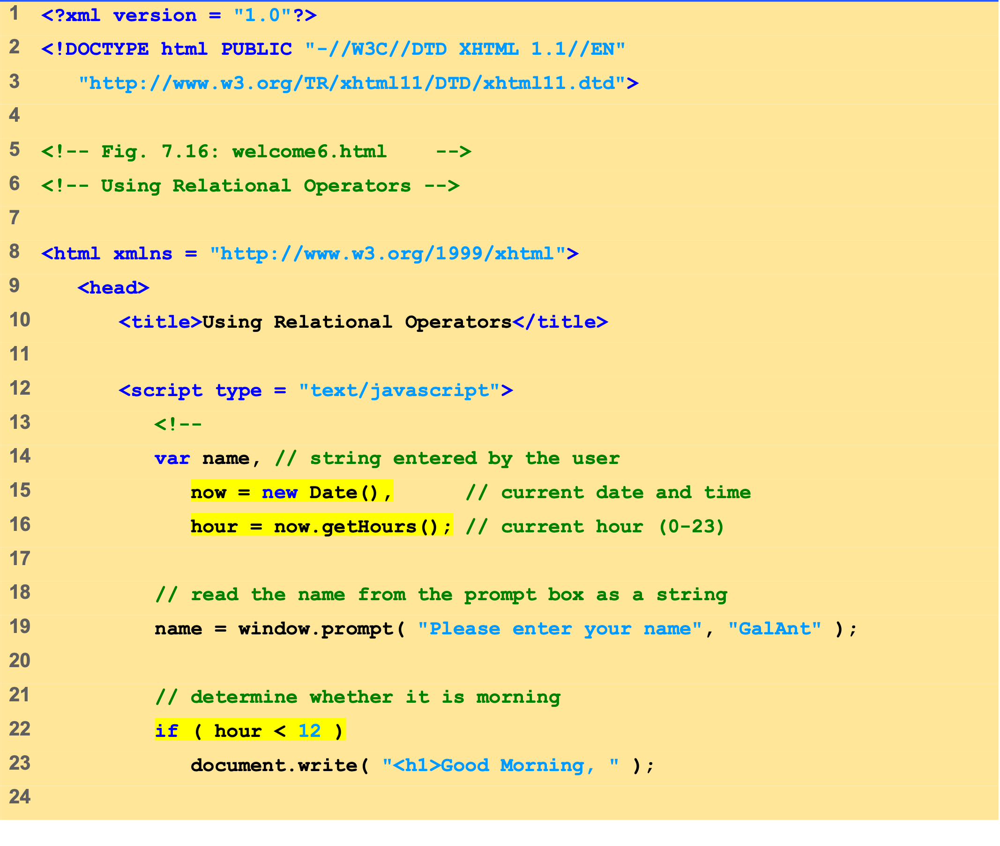 1 <?xml version = "1.0"?>
2 <!DOCTYPE html PUBLIC "-//W3C//DTD XHTML 1.1//EN"
3 "http://www.w3.org/TR/xhtml11/DTD/xhtml11.dtd">
4
5 <!-- Fig. 7.16: welcome6.html    -->
6 <!-- Using Relational Operators -->
7
8 <html xmlns = "http://www.w3.org/1999/xhtml">
9 <head>
10 <title>Using Relational Operators</title>
11
12 <script type = "text/javascript">
13 <!--
14 var name, // string entered by the user
15 now = new Date(),      // current date and time
16 hour = now.getHours(); // current hour (0-23)
17
18 // read the name from the prompt box as a string
19 name = window.prompt( "Please enter your name", "GalAnt" );
20
21 // determine whether it is morning
22 if ( hour < 12 )
23 document.write( "<h1>Good Morning, " );
24